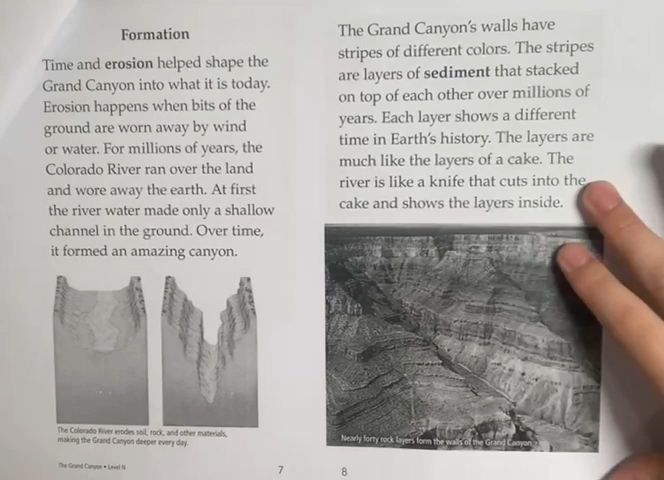 Formation
Time and erosion helped shape the
Grand Canyon into what it is today.
Erosion happens when bits of the
ground are worn away by wind
or water. For millions of years, the
Colorado River ran over the land
and wore away the earth. At first
the river water made only a shallow
channel in the ground. Over time,
it formed an amazing canyon.
The Colorado River erodes soil, rock, and other materials,
making the Grand Canyon deeper every day.
The Grand Canyon • Level N
7
The Grand Canyon's walls have
stripes of different colors. The stripes
are layers of sediment that stacked
on top of each other over millions of
years. Each layer shows a different
time in Earth's history. The layers are
much like the layers of a cake. The
river is like a knife that cuts into the
cake and shows the layers inside.
Nearly forty rock layers form the walls of the Grand Canyon.
8